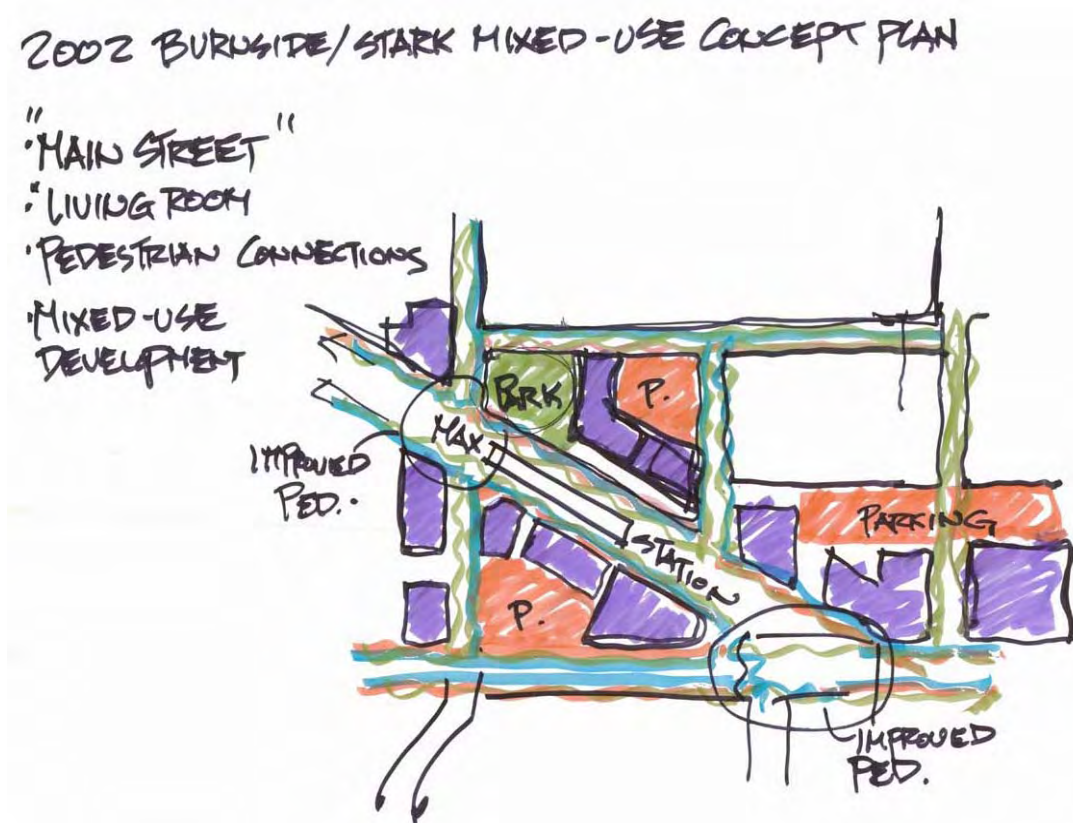 2002 BURNSIDE/STARK MIXED-USE CONCEPT PLAN
"
·MAIN STREET"
·"LIVING ROOM
·PEDESTRIAN CONNECTIONS
·MIXED-USE
DEVELOPMENT
PARK
P.
MAX
IMPROVED
PED.
PARKING
STATION
P.
IMPROVED
PED.